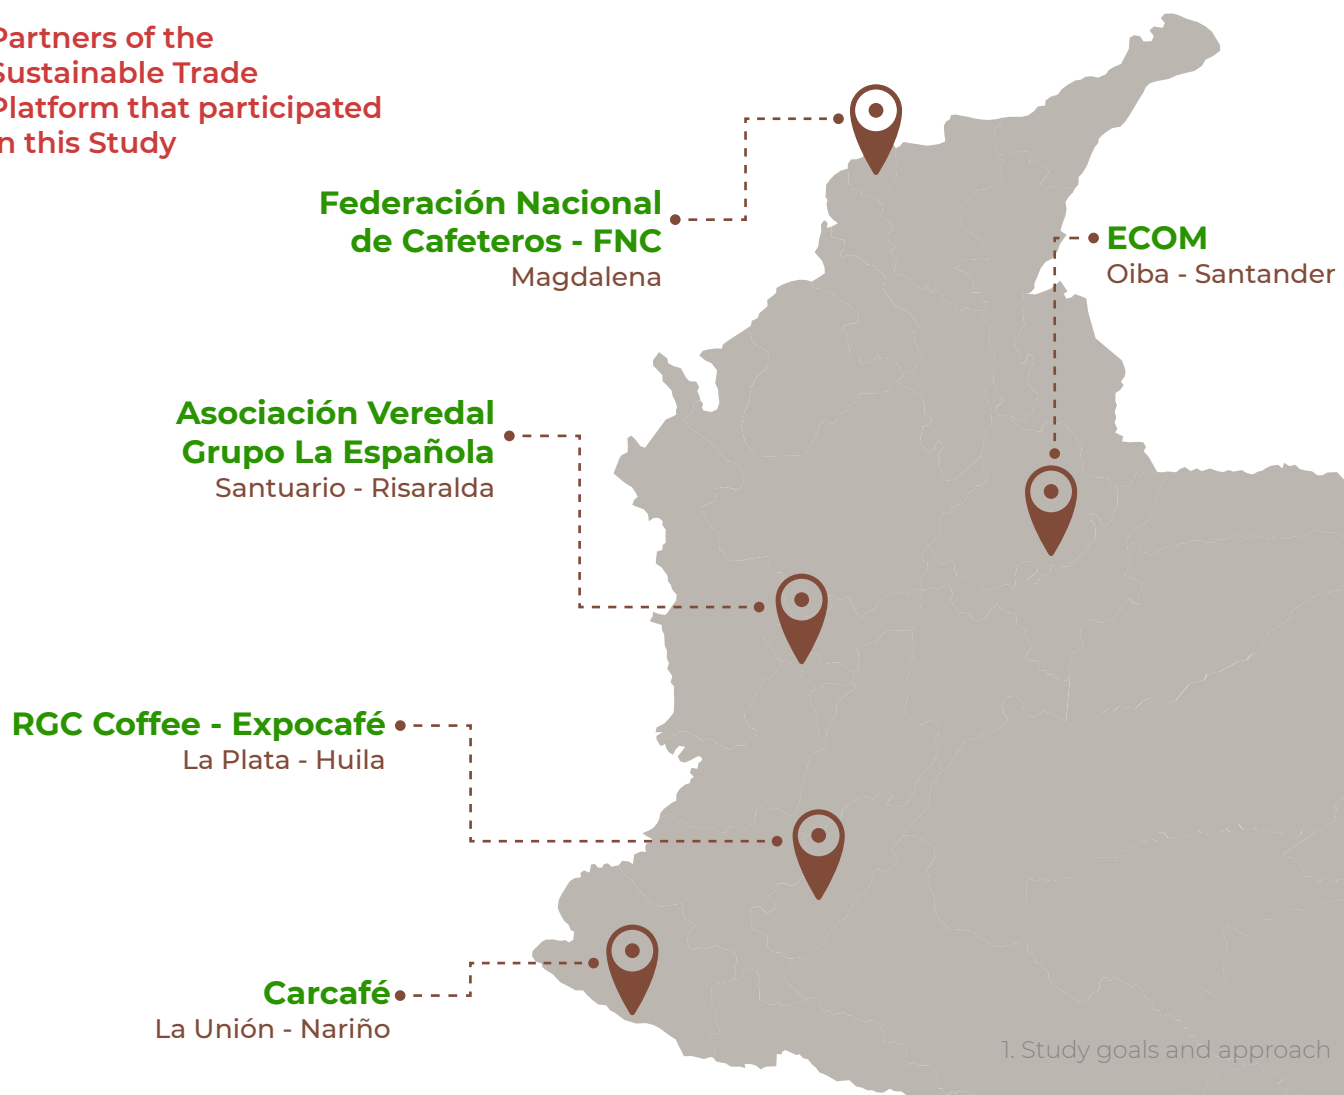 Partners of the
Sustainable Trade
Platform that participated
in this Study
Federación Nacional
de Cafeteros - FNC
Magdalena
ECOM
Oiba - Santander
Asociación Veredal
Grupo La Española
Santuario - Risaralda
RGC Coffee - Expocafé
La Plata - Huila
Carcafé
La Unión - Nariño
1. Study goals and approach